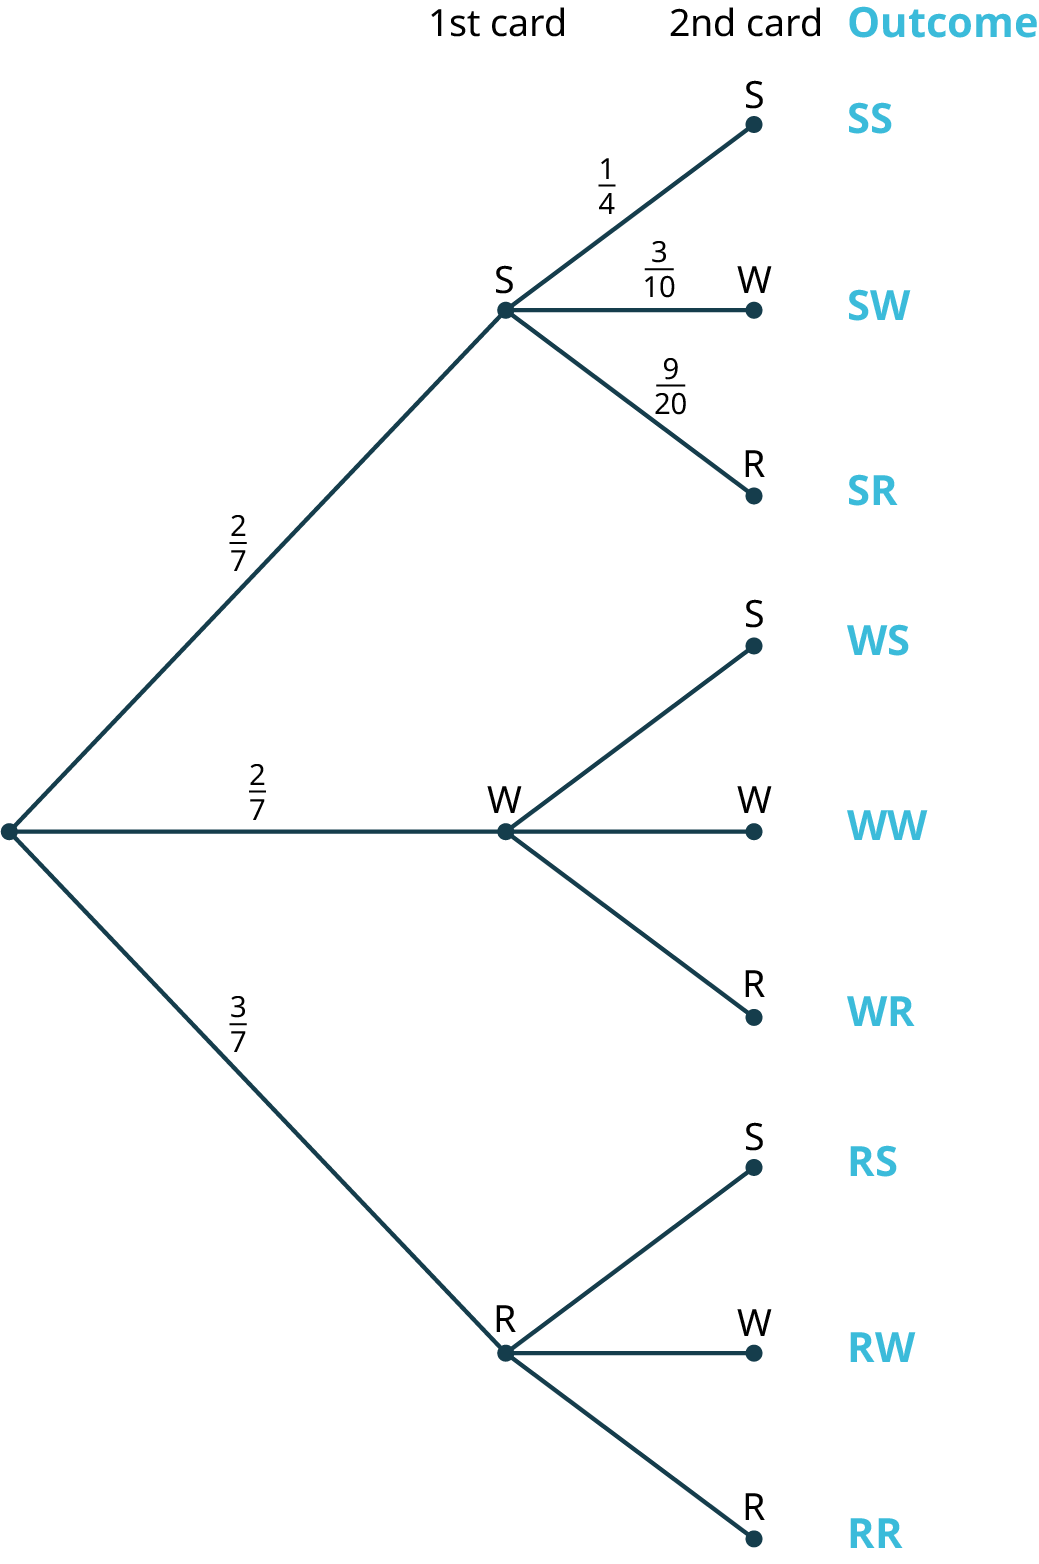 1st card 2nd card Outcome
S SS
1/4
3/10
S W SW
9/20
R SR
2/7
S WS
2/7
W W WW
R WR
3/7
S RS
R W RW
R RR